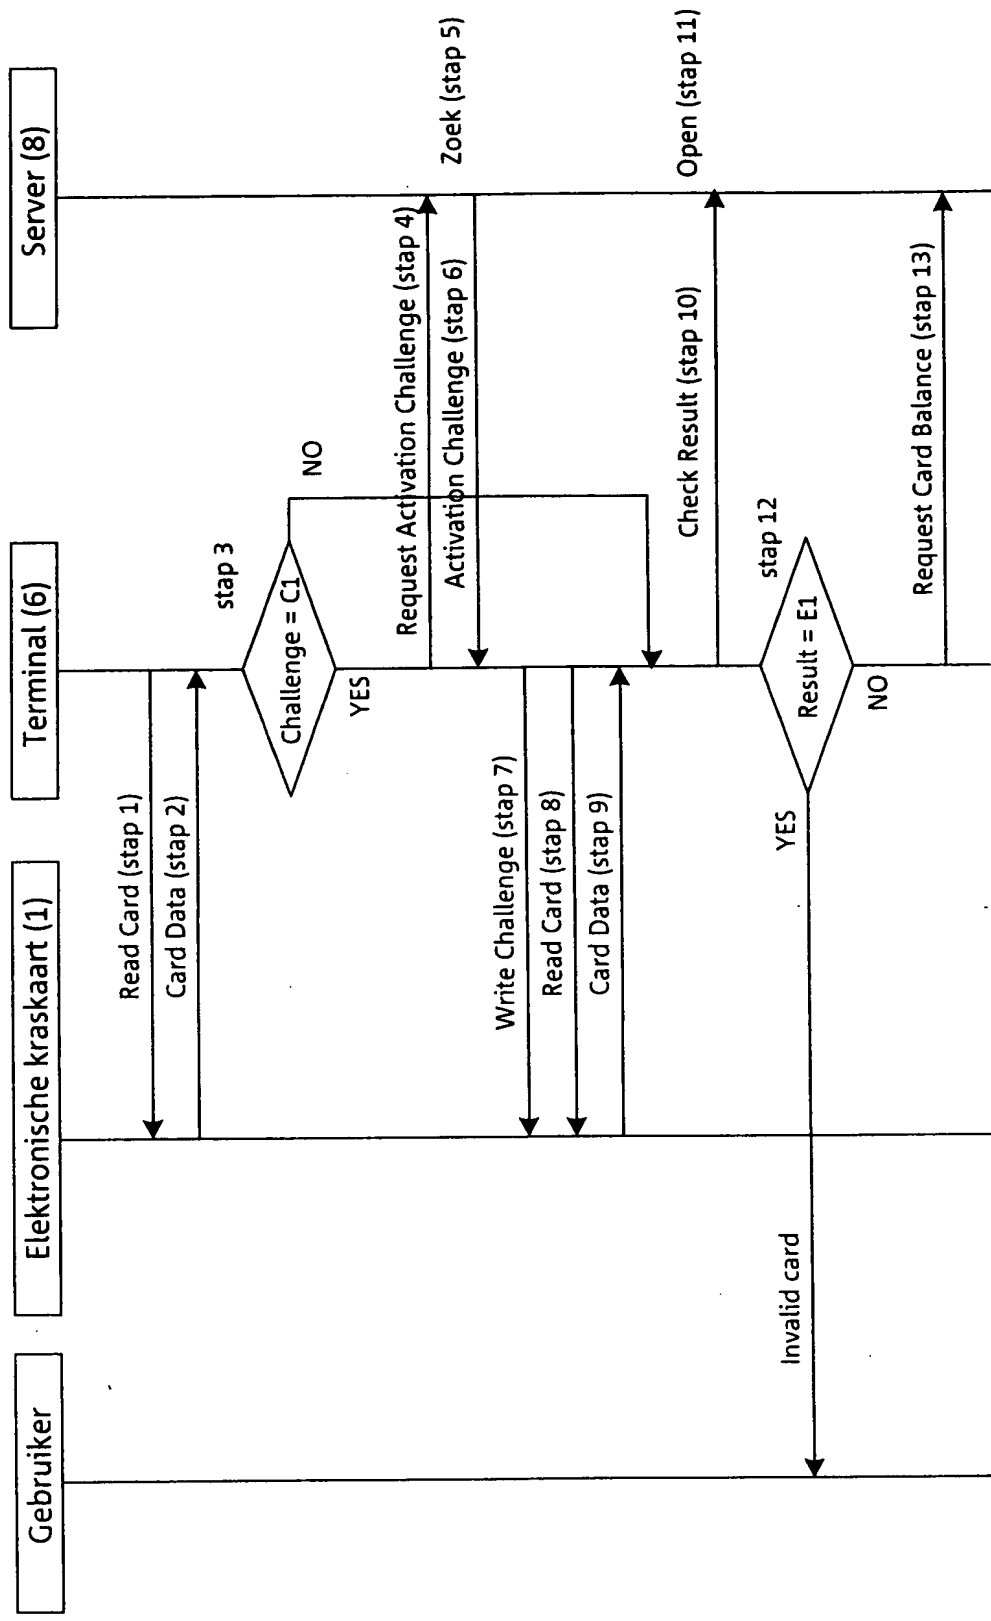 Gebruiker
Elektronische kraskaart (1)
Terminal (6)
Server (8)
Read Card (stap 1)
Card Data (stap 2)
stap 3
Challenge = C1
NO
YES
Request Activation Challenge (stap 4)
Zoek (stap 5)
Activation Challenge (stap 6)
Write Challenge (stap 7)
Read Card (stap 8)
Card Data (stap 9)
Check Result (stap 10)
Open (stap 11)
stap 12
Result = E1
YES
Invalid card
NO
Request Card Balance (stap 13)